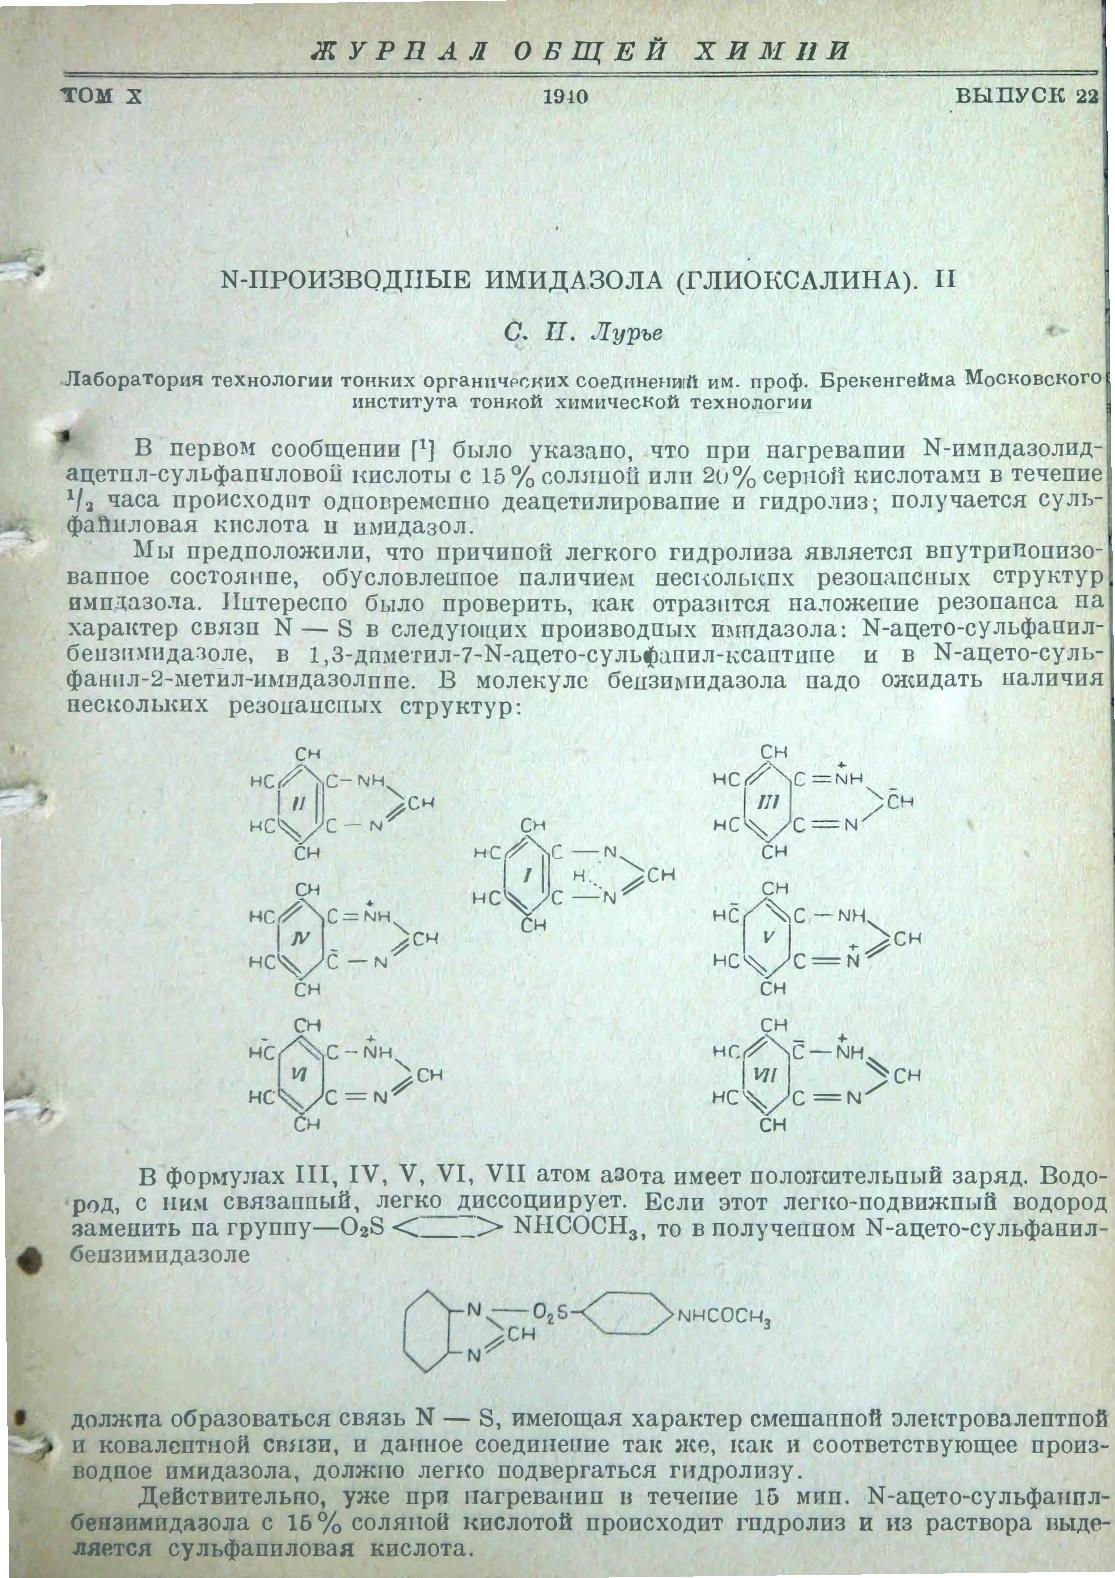 ЖУРНАЛ ОБЩЕЙ ХИМИИ
ТОМ X 1940 ВЫПУСК 22
N-ПРОИЗВОДНЫЕ ИМИДАЗОЛА (ГЛИОКСАЛИНА). II
С. И. Лурье
Лаборатория технологии тонких органических соединений им. проф. Брекенгейма Московского
института тонкой химической технологии
В первом сообщении [¹] было указано, что при нагревании N-имидазолид-
ацетил-сульфаниловой кислоты с 15% соляной или 20% серной кислотами в течение
¹/₂ часа происходит одновременно деацетилирование и гидролиз; получается суль-
фаниловая кислота и имидазол.
Мы предположили, что причиной легкого гидролиза является внутриионизо-
ванное состояние, обусловленное наличием нескольких резонансных структур
имидазола. Интересно было проверить, как отразится наложение резонанса на
характер связи N — S в следующих производных имидазола: N-ацето-сульфанил-
бензимидазоле, в 1,3-диметил-7-N-ацето-сульфанил-ксантине и в N-ацето-суль-
фанил-2-метил-имидазолине. В молекуле бензимидазола надо ожидать наличия
нескольких резонансных структур:
CH
HC C — NH
II CH
HC C — N
CH
CH
HC C — N
I H CH
HC C — N
CH
CH
HC C = N⁺H
III C⁻H
HC C = N
CH
CH
HC C = N⁺H
IV CH
HC C⁻ — N
CH
CH
HC⁻ C — NH
V CH
HC C = N⁺
CH
CH
HC⁻ C — N⁺H
VI CH
HC C = N
CH
CH
HC C⁻ — N⁺H
VII CH
HC C = N
CH
В формулах III, IV, V, VI, VII атом азота имеет положительный заряд. Водо-
род, с ним связанный, легко диссоциирует. Если этот легко-подвижный водород
заменить на группу—O₂S NHCOCH₃, то в полученном N-ацето-сульфанил-
бензимидазоле
N — O₂S NHCOCH₃
CH
N
должна образоваться связь N — S, имеющая характер смешанной электровалентной
и ковалентной связи, и данное соединение так же, как и соответствующее произ-
водное имидазола, должно легко подвергаться гидролизу.
Действительно, уже при нагревании в течение 15 мин. N-ацето-сульфанил-
бензимидазола с 15% соляной кислотой происходит гидролиз и из раствора выде-
ляется сульфаниловая кислота.